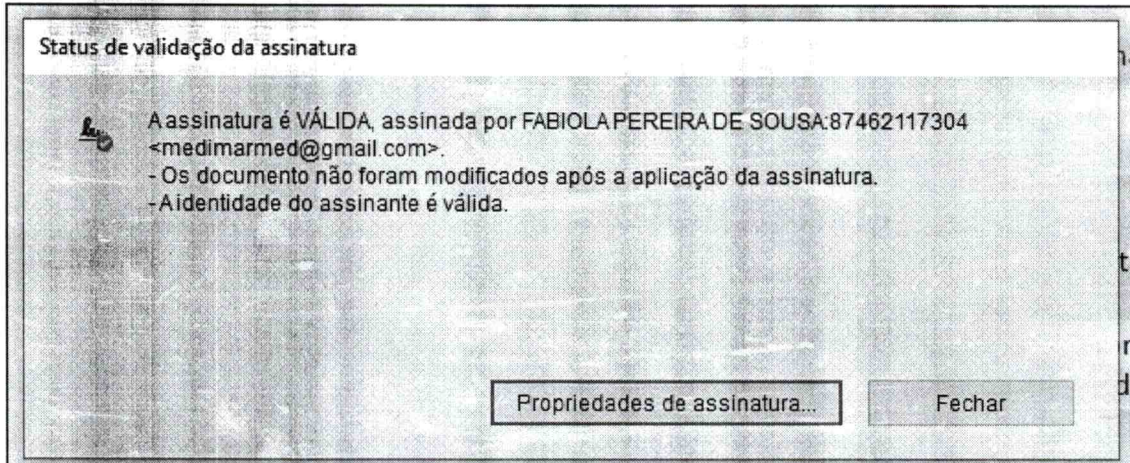 Status de validação da assinatura
A assinatura é VÁLIDA, assinada por FABIOLA PEREIRA DE SOUSA:87462117304
<medimarmed@gmail.com>.
- Os documento não foram modificados após a aplicação da assinatura.
- A identidade do assinante é válida.
Propriedades de assinatura...
Fechar